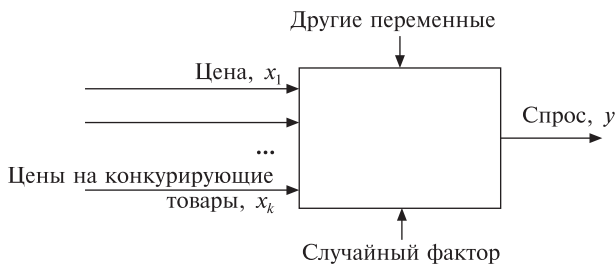 Другие переменные
Цена, x₁
Спрос, y
...
Цены на конкурирующие
товары, xₖ
Случайный фактор